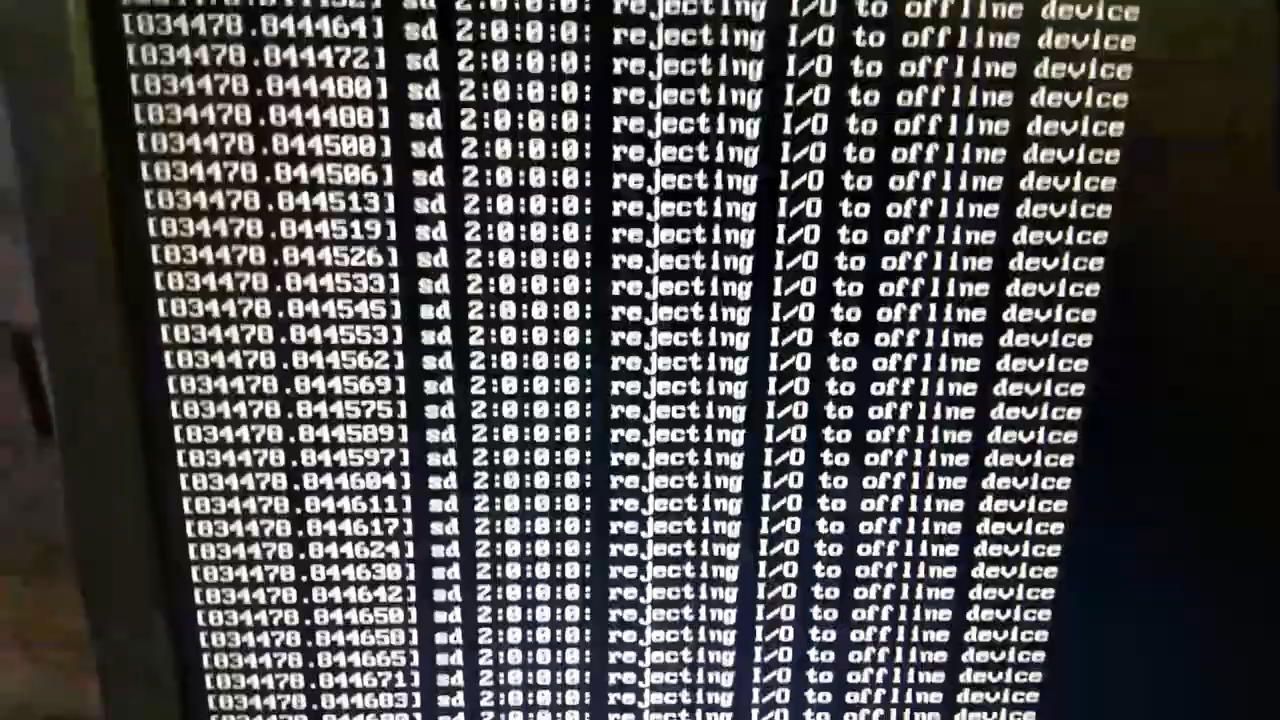 rejecting I/O to offline device
[834478.844464] sd 2:0:0:0: rejecting I/O to offline device
[834478.844472] sd 2:0:0:0: rejecting I/O to offline device
[834478.844480] sd 2:0:0:0: rejecting I/O to offline device
[834478.844488] sd 2:0:0:0: rejecting I/O to offline device
[834478.844500] sd 2:0:0:0: rejecting I/O to offline device
[834478.844506] sd 2:0:0:0: rejecting I/O to offline device
[834478.844513] sd 2:0:0:0: rejecting I/O to offline device
[834478.844519] sd 2:0:0:0: rejecting I/O to offline device
[834478.844526] sd 2:0:0:0: rejecting I/O to offline device
[834478.844533] sd 2:0:0:0: rejecting I/O to offline device
[834478.844545] sd 2:0:0:0: rejecting I/O to offline device
[834478.844553] sd 2:0:0:0: rejecting I/O to offline device
[834478.844562] sd 2:0:0:0: rejecting I/O to offline device
[834478.844569] sd 2:0:0:0: rejecting I/O to offline device
[834478.844575] sd 2:0:0:0: rejecting I/O to offline device
[834478.844589] sd 2:0:0:0: rejecting I/O to offline device
[834478.844597] sd 2:0:0:0: rejecting I/O to offline device
[834478.844604] sd 2:0:0:0: rejecting I/O to offline device
[834478.844611] sd 2:0:0:0: rejecting I/O to offline device
[834478.844617] sd 2:0:0:0: rejecting I/O to offline device
[834478.844624] sd 2:0:0:0: rejecting I/O to offline device
[834478.844630] sd 2:0:0:0: rejecting I/O to offline device
[834478.844642] sd 2:0:0:0: rejecting I/O to offline device
[834478.844650] sd 2:0:0:0: rejecting I/O to offline device
[834478.844658] sd 2:0:0:0: rejecting I/O to offline device
[834478.844665] sd 2:0:0:0: rejecting I/O to offline device
[834478.844671] sd 2:0:0:0: rejecting I/O to offline device
[834478.844683] sd 2:0:0:0: rejecting I/O to offline device